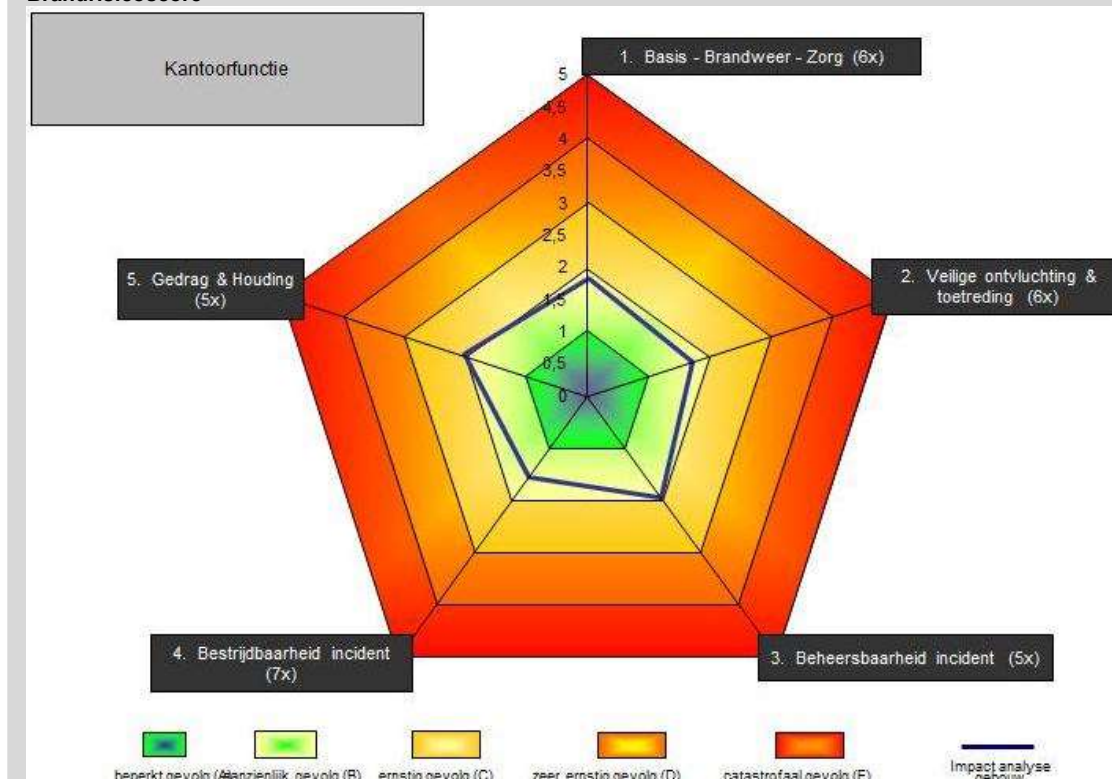 Kantoorfunctie
1. Basis - Brandweer - Zorg (6x)
5
4,5
4
3,5
3
2,5
2
1,5
1
0,5
0
5. Gedrag & Houding
(5x)
2. Veilige ontvluchting &
toetreding (6x)
4. Bestrijdbaarheid incident
(7x)
3. Beheersbaarheid incident (5x)
beperkt gevolg (A)
aanzienlijk gevolg (B)
ernstig gevolg (C)
zeer ernstig gevolg (D)
catastrofaal gevolg (E)
Impact analyse
gebouw